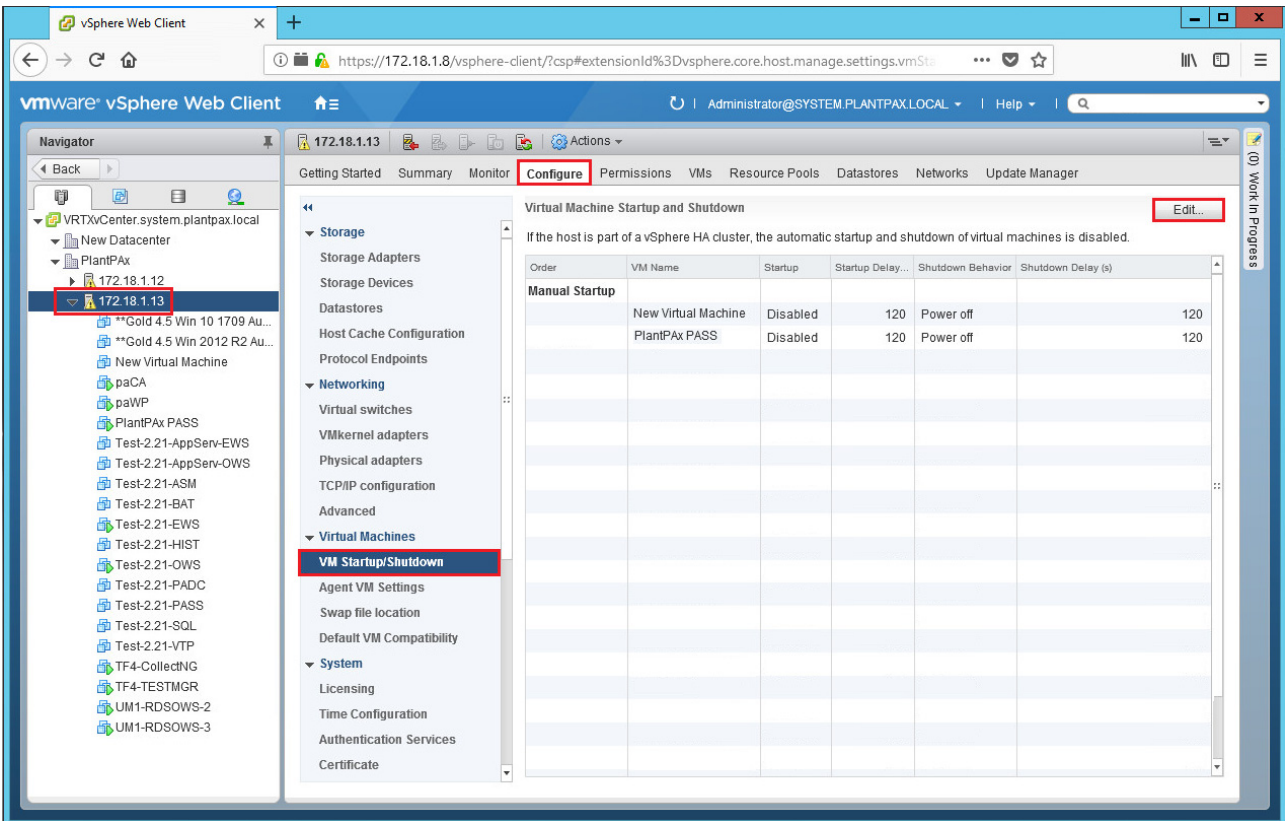 vSphere Web Client
https://172.18.1.8/vsphere-client/?csp#extensionId%3Dvsphere.core.host.manage.settings.vmSta
vmware® vSphere Web Client
Administrator@SYSTEM.PLANTPAX.LOCAL
Help
Navigator
Back
VRTXvCenter.system.plantpax.local
New Datacenter
PlantPAx
172.18.1.12
172.18.1.13
**Gold 4.5 Win 10 1709 Au...
**Gold 4.5 Win 2012 R2 Au...
New Virtual Machine
paCA
paWP
PlantPAx PASS
Test-2.21-AppServ-EWS
Test-2.21-AppServ-OWS
Test-2.21-ASM
Test-2.21-BAT
Test-2.21-EWS
Test-2.21-HIST
Test-2.21-OWS
Test-2.21-PADC
Test-2.21-PASS
Test-2.21-SQL
Test-2.21-VTP
TF4-CollectNG
TF4-TESTMGR
UM1-RDSOWS-2
UM1-RDSOWS-3
172.18.1.13 Actions
Getting Started Summary Monitor Configure Permissions VMs Resource Pools Datastores Networks Update Manager
Storage
Storage Adapters
Storage Devices
Datastores
Host Cache Configuration
Protocol Endpoints
Networking
Virtual switches
VMkernel adapters
Physical adapters
TCP/IP configuration
Advanced
Virtual Machines
VM Startup/Shutdown
Agent VM Settings
Swap file location
Default VM Compatibility
System
Licensing
Time Configuration
Authentication Services
Certificate
Virtual Machine Startup and Shutdown
Edit...
If the host is part of a vSphere HA cluster, the automatic startup and shutdown of virtual machines is disabled.
Order VM Name Startup Startup Delay... Shutdown Behavior Shutdown Delay (s)
Manual Startup
New Virtual Machine Disabled 120 Power off 120
PlantPAx PASS Disabled 120 Power off 120
(0) Work In Progress